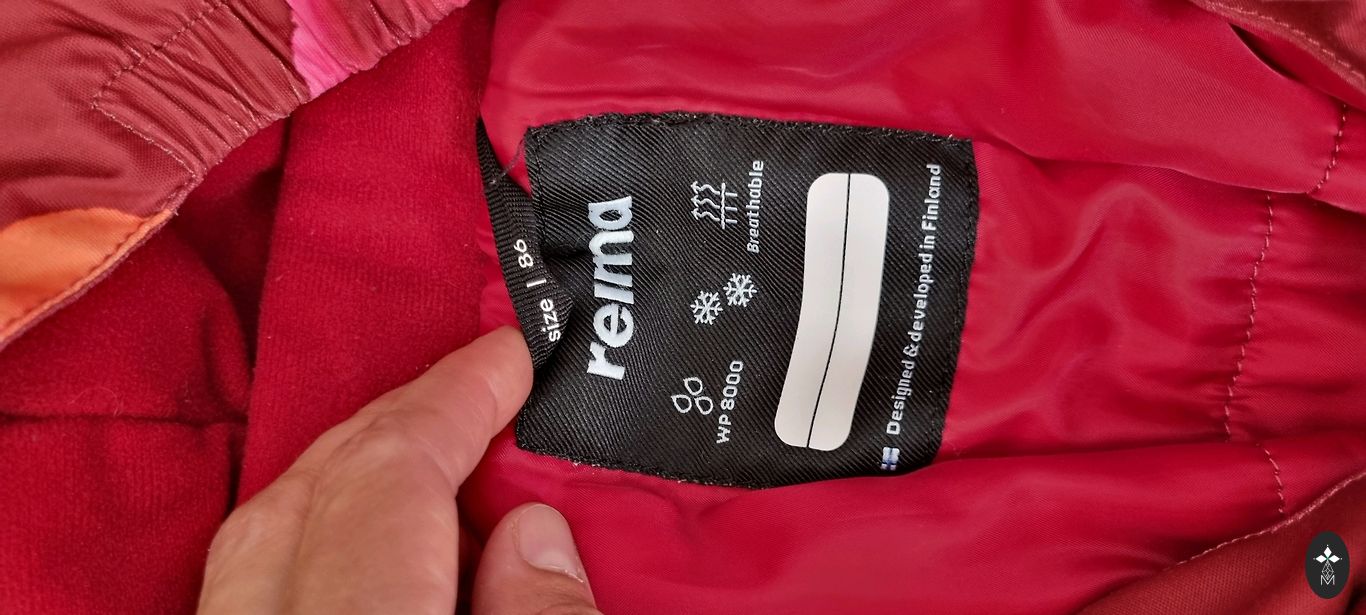 size | 86
reima
Breathable
WP 8000
Designed & developed in Finland
M